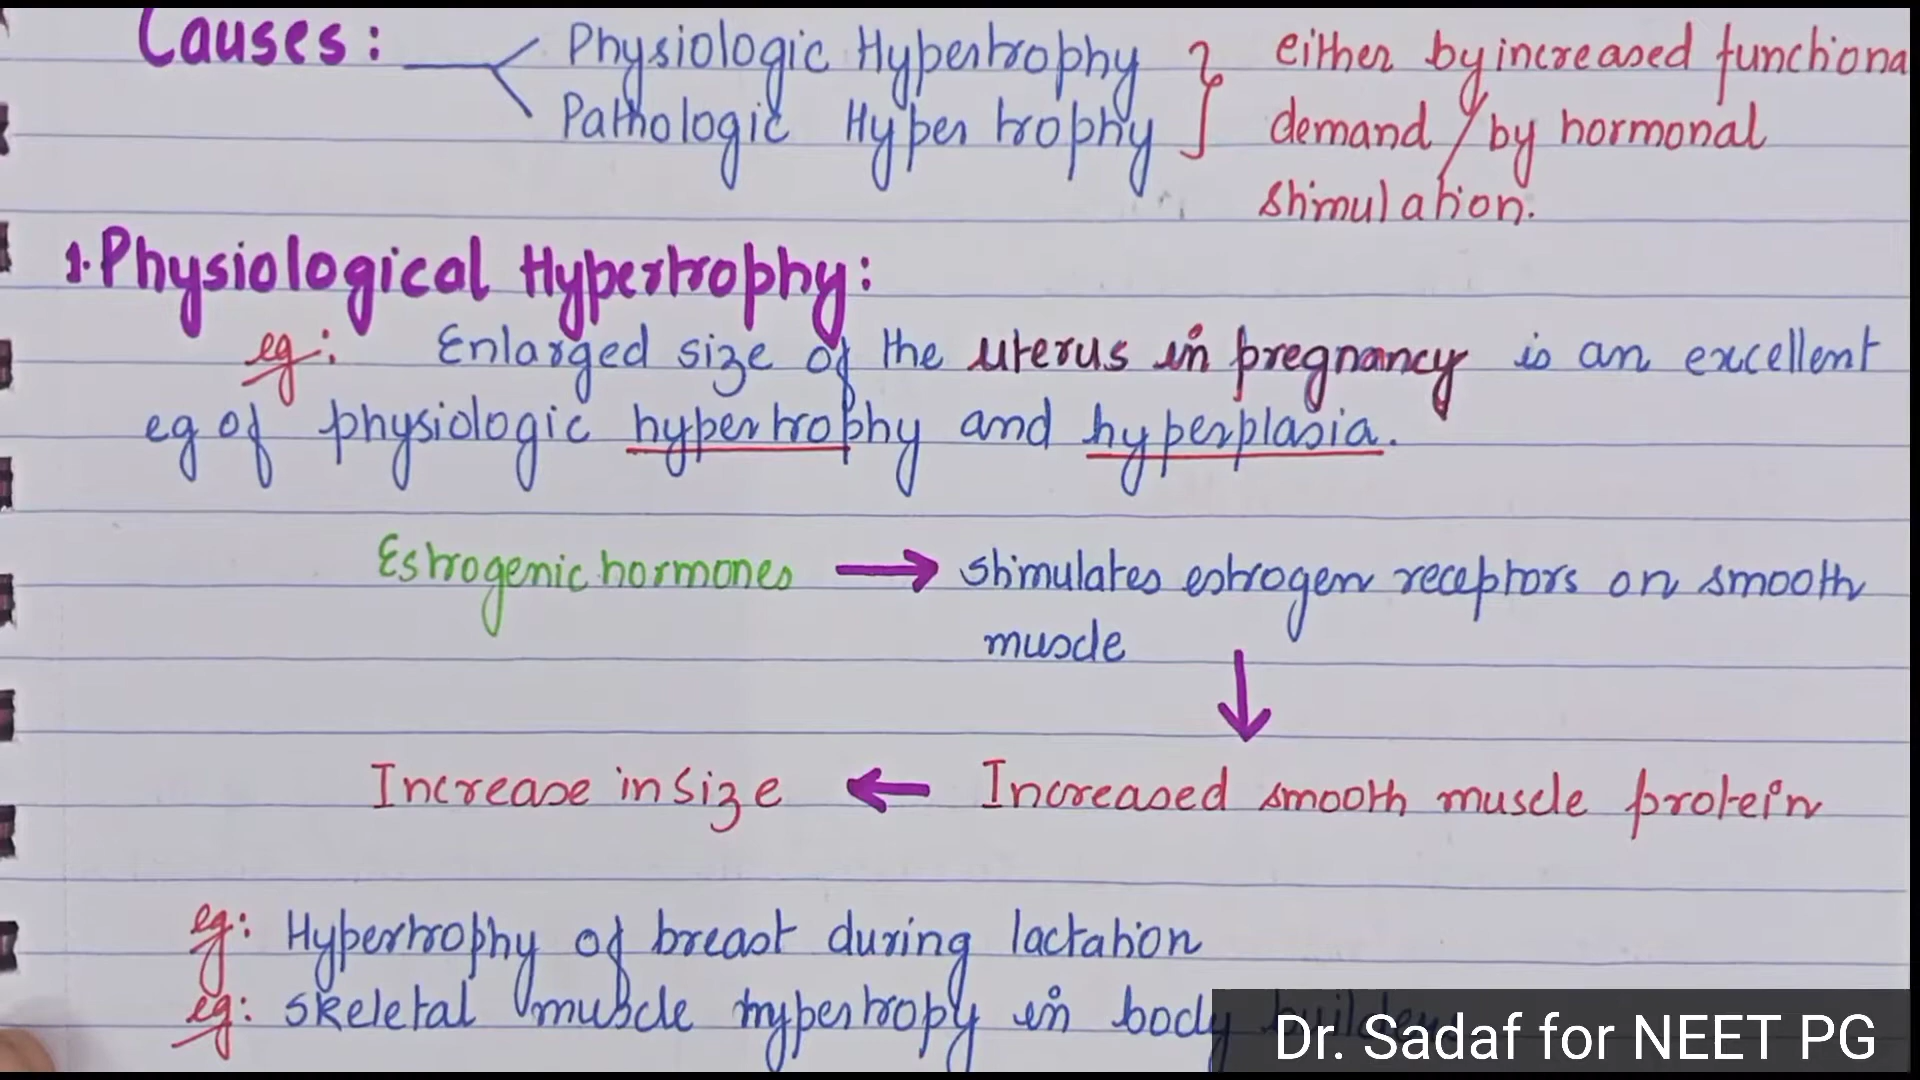 Causes:
Physiologic Hypertrophy
Pathologic Hypertrophy
either by increased functiona
demand / by hormonal
stimulation.
1. Physiological Hypertrophy:
eg: Enlarged size of the uterus in pregnancy is an excellent
eg of physiologic hypertrophy and hyperplasia.
Estrogenic hormones → stimulates estrogen receptors on smooth
muscle
↓
Increase in size ← Increased smooth muscle protein
eg: Hypertrophy of breast during lactation
eg: skeletal muscle hypertropy in body builders
Dr. Sadaf for NEET PG